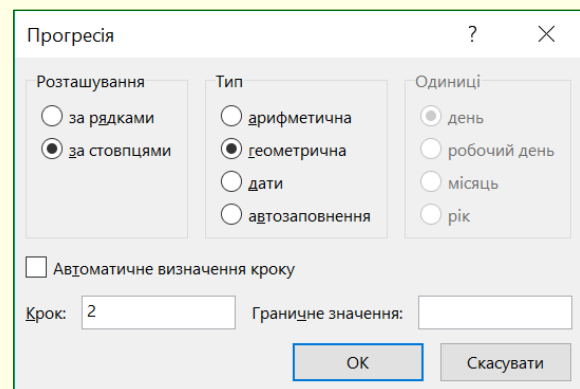 Прогресія ?
Розташування Тип Одиниці
за рядками арифметична день
за стовпцями геометрична робочий день
дати місяць
автозаповнення рік
Автоматичне визначення кроку
Крок: 2 Граничне значення:
OK Скасувати